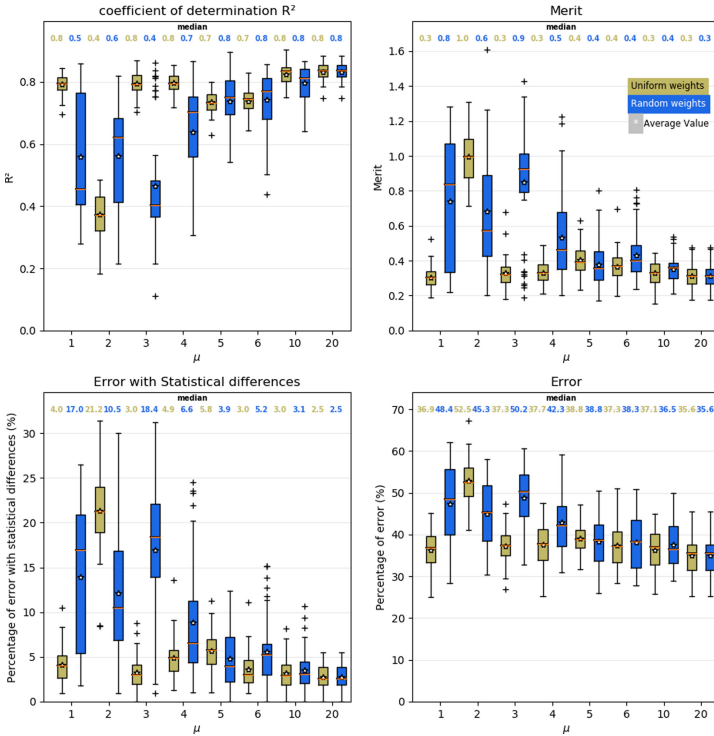 coefficient of determination R²
median
0.8 0.5 0.4 0.6 0.8 0.4 0.8 0.7 0.7 0.8 0.7 0.8 0.8 0.8 0.8 0.8
0.8
0.6
0.4
0.2
0.0
R²
1 2 3 4 5 6 10 20
μ
Merit
median
0.3 0.8 1.0 0.6 0.3 0.9 0.3 0.5 0.4 0.4 0.4 0.4 0.3 0.4 0.3 0.3
1.6
1.4
1.2
1.0
0.8
0.6
0.4
0.2
0.0
Merit
Uniform weights
Random weights
Average Value
1 2 3 4 5 6 10 20
μ
Error with Statistical differences
median
4.0 17.0 21.2 10.5 3.0 18.4 4.9 6.6 5.8 3.9 3.0 5.2 3.0 3.1 2.5 2.5
30
25
20
15
10
5
0
Percentage of error with statistical differences (%)
1 2 3 4 5 6 10 20
μ
Error
median
36.9 48.4 52.5 45.3 37.3 50.2 37.7 42.3 38.8 38.8 37.3 38.3 37.1 36.5 35.6 35.6
70
60
50
40
30
20
10
0
Percentage of error (%)
1 2 3 4 5 6 10 20
μ